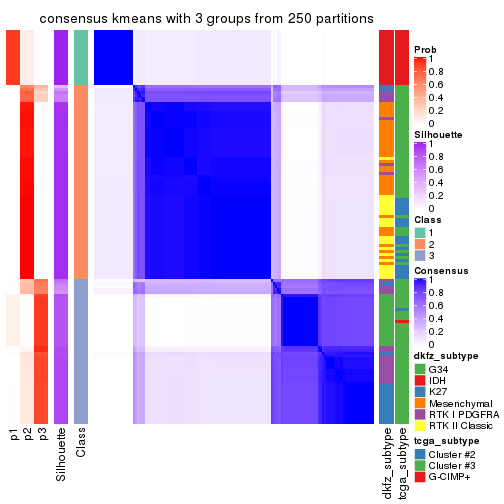 consensus kmeans with 3 groups from 250 partitions
Prob
1
0.8
0.6
0.4
0.2
0
Silhouette
1
0.8
0.6
0.4
0.2
0
Class
1
2
3
Consensus
1
0.8
0.6
0.4
0.2
0
dkfz_subtype
G34
IDH
K27
Mesenchymal
RTK I PDGFRA
RTK II Classic
tcga_subtype
Cluster #2
Cluster #3
G-CIMP+
p1
p2
p3
Silhouette
Class
dkfz_subtype
tcga_subtype